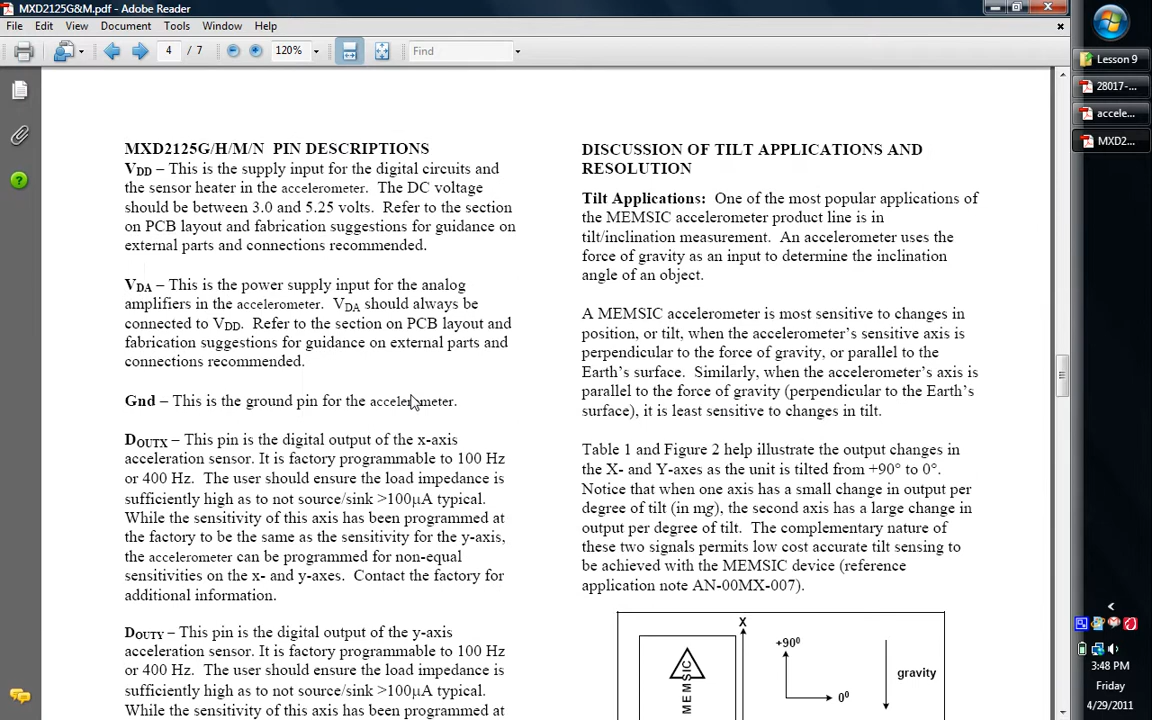 MXD2125G&M.pdf - Adobe Reader
File Edit View Document Tools Window Help
4 / 7 120% Find
MXD2125G/H/M/N PIN DESCRIPTIONS
VDD – This is the supply input for the digital circuits and
the sensor heater in the accelerometer. The DC voltage
should be between 3.0 and 5.25 volts. Refer to the section
on PCB layout and fabrication suggestions for guidance on
external parts and connections recommended.
VDA – This is the power supply input for the analog
amplifiers in the accelerometer. VDA should always be
connected to VDD. Refer to the section on PCB layout and
fabrication suggestions for guidance on external parts and
connections recommended.
Gnd – This is the ground pin for the accelerometer.
DOUTX – This pin is the digital output of the x-axis
acceleration sensor. It is factory programmable to 100 Hz
or 400 Hz. The user should ensure the load impedance is
sufficiently high as to not source/sink >100µA typical.
While the sensitivity of this axis has been programmed at
the factory to be the same as the sensitivity for the y-axis,
the accelerometer can be programmed for non-equal
sensitivities on the x- and y-axes. Contact the factory for
additional information.
DOUTY – This pin is the digital output of the y-axis
acceleration sensor. It is factory programmable to 100 Hz
or 400 Hz. The user should ensure the load impedance is
sufficiently high as to not source/sink >100µA typical.
While the sensitivity of this axis has been programmed at
DISCUSSION OF TILT APPLICATIONS AND
RESOLUTION
Tilt Applications: One of the most popular applications of
the MEMSIC accelerometer product line is in
tilt/inclination measurement. An accelerometer uses the
force of gravity as an input to determine the inclination
angle of an object.
A MEMSIC accelerometer is most sensitive to changes in
position, or tilt, when the accelerometer’s sensitive axis is
perpendicular to the force of gravity, or parallel to the
Earth’s surface. Similarly, when the accelerometer’s axis is
parallel to the force of gravity (perpendicular to the Earth’s
surface), it is least sensitive to changes in tilt.
Table 1 and Figure 2 help illustrate the output changes in
the X- and Y-axes as the unit is tilted from +90° to 0°.
Notice that when one axis has a small change in output per
degree of tilt (in mg), the second axis has a large change in
output per degree of tilt. The complementary nature of
these two signals permits low cost accurate tilt sensing to
be achieved with the MEMSIC device (reference
application note AN-00MX-007).
X
+90⁰
0⁰
gravity
MEMSIC
Lesson 9
28017-...
accele...
MXD2...
3:48 PM
Friday
4/29/2011